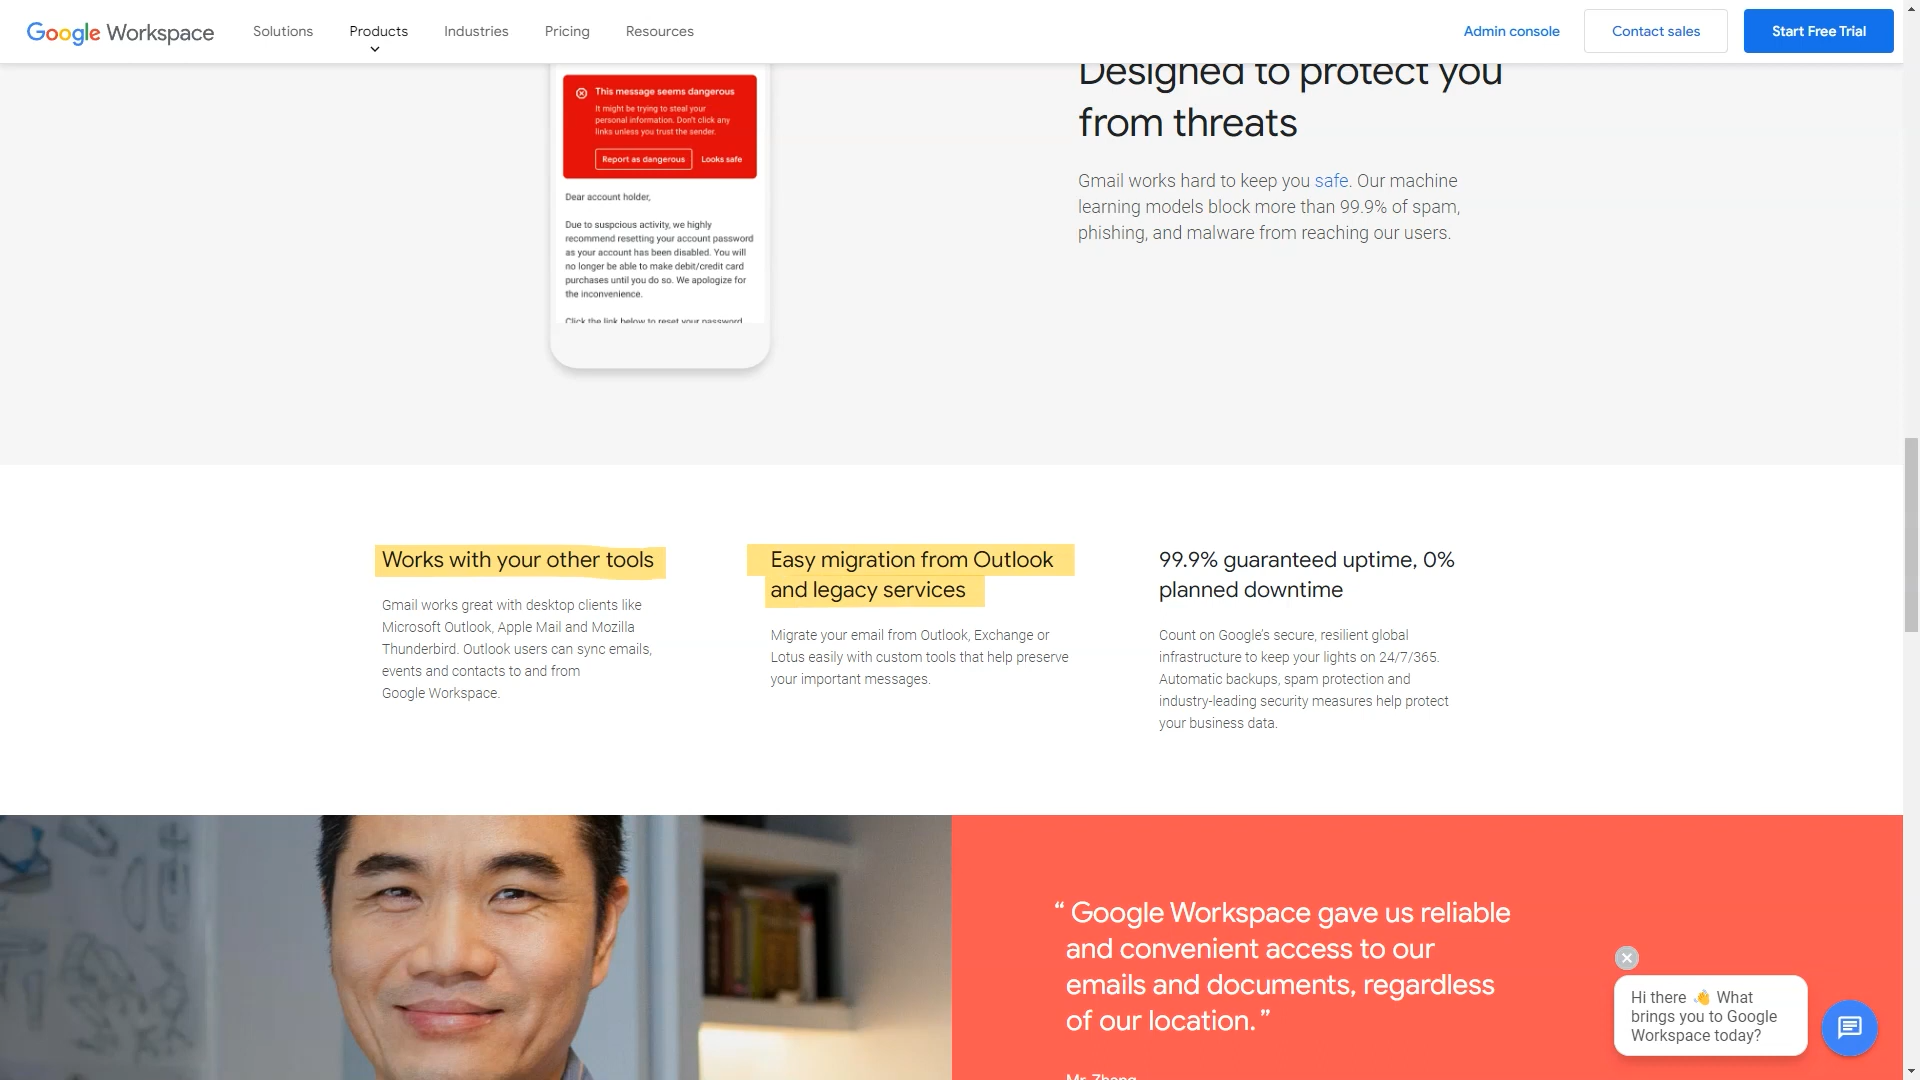 Google Workspace
Solutions
Products
Industries
Pricing
Resources
Admin console
Contact sales
Start Free Trial
This message seems dangerous
It might be trying to steal your
personal information. Don't click any
links unless you trust the sender.
Report as dangerous
Looks safe
Dear account holder,
Due to suspcious activity, we highly
recommend resetting your account password
as your account has been disabled. You will
no longer be able to make debit/credit card
purchases until you do so. We apologize for
the inconvenience.
Click the link below to reset your password
Designed to protect you
from threats
Gmail works hard to keep you safe. Our machine
learning models block more than 99.9% of spam,
phishing, and malware from reaching our users.
Works with your other tools
Gmail works great with desktop clients like
Microsoft Outlook, Apple Mail and Mozilla
Thunderbird. Outlook users can sync emails,
events and contacts to and from
Google Workspace.
Easy migration from Outlook
and legacy services
Migrate your email from Outlook, Exchange or
Lotus easily with custom tools that help preserve
your important messages.
99.9% guaranteed uptime, 0%
planned downtime
Count on Google's secure, resilient global
infrastructure to keep your lights on 24/7/365.
Automatic backups, spam protection and
industry-leading security measures help protect
your business data.
“ Google Workspace gave us reliable
and convenient access to our
emails and documents, regardless
of our location. ”
Mr. Zhang
Hi there 👋 What
brings you to Google
Workspace today?